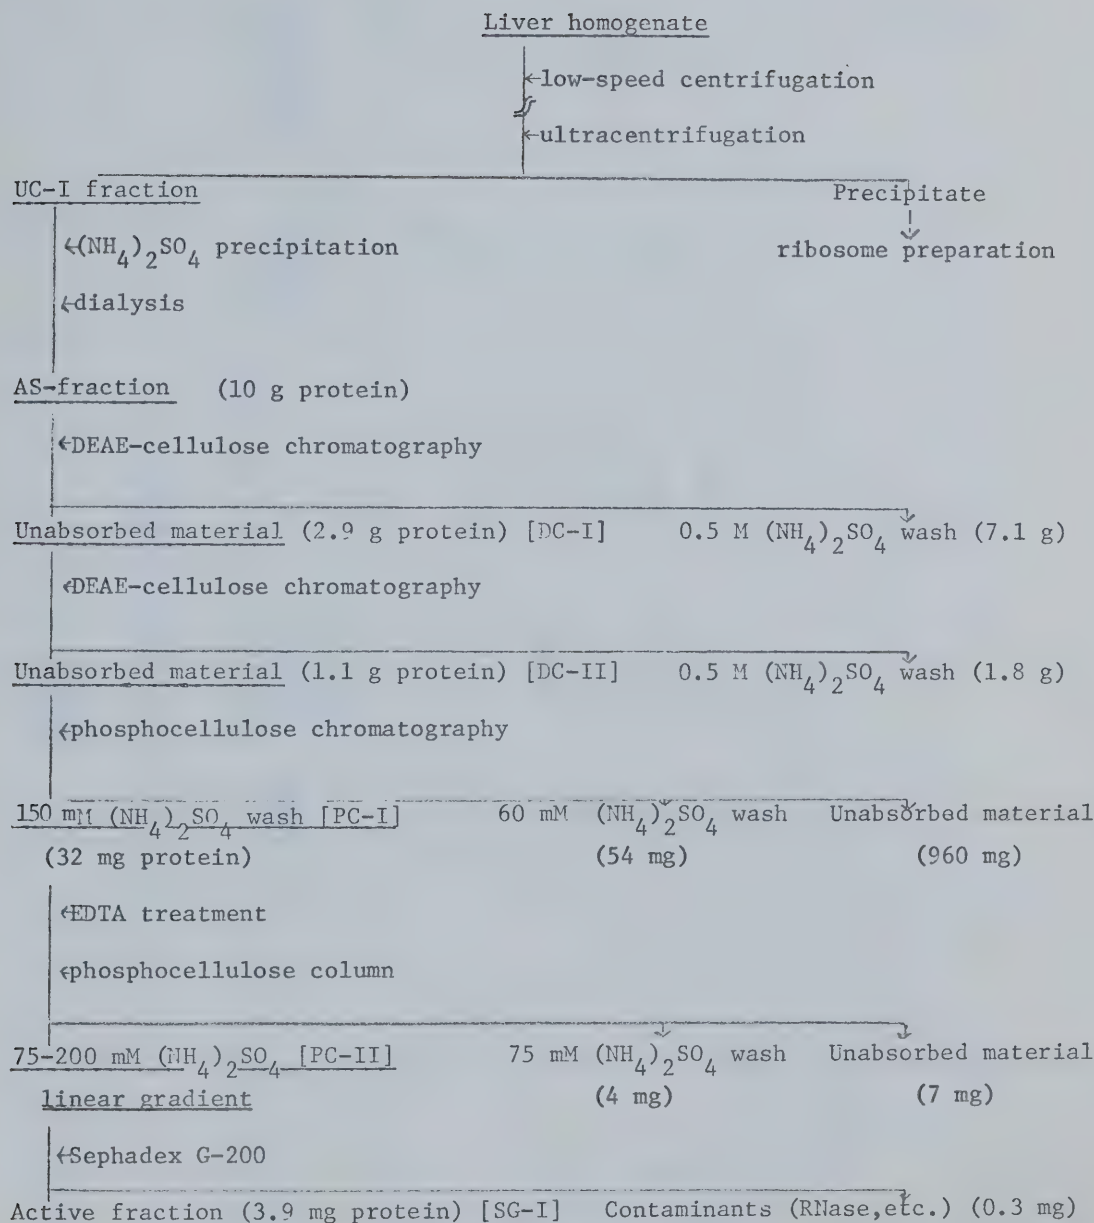 Liver homogenate
←low-speed centrifugation
←ultracentrifugation
UC-I fraction
Precipitate
←(NH4)2SO4 precipitation
ribosome preparation
←dialysis
AS-fraction (10 g protein)
←DEAE-cellulose chromatography
Unabsorbed material (2.9 g protein) [DC-I] 0.5 M (NH4)2SO4 wash (7.1 g)
←DEAE-cellulose chromatography
Unabsorbed material (1.1 g protein) [DC-II] 0.5 M (NH4)2SO4 wash (1.8 g)
←phosphocellulose chromatography
150 mM (NH4)2SO4 wash [PC-I] 60 mM (NH4)2SO4 wash Unabsorbed material
(32 mg protein) (54 mg) (960 mg)
←EDTA treatment
←phosphocellulose column
75-200 mM (NH4)2SO4 [PC-II] 75 mM (NH4)2SO4 wash Unabsorbed material
linear gradient (4 mg) (7 mg)
←Sephadex G-200
Active fraction (3.9 mg protein) [SG-I] Contaminants (RNase,etc.) (0.3 mg)